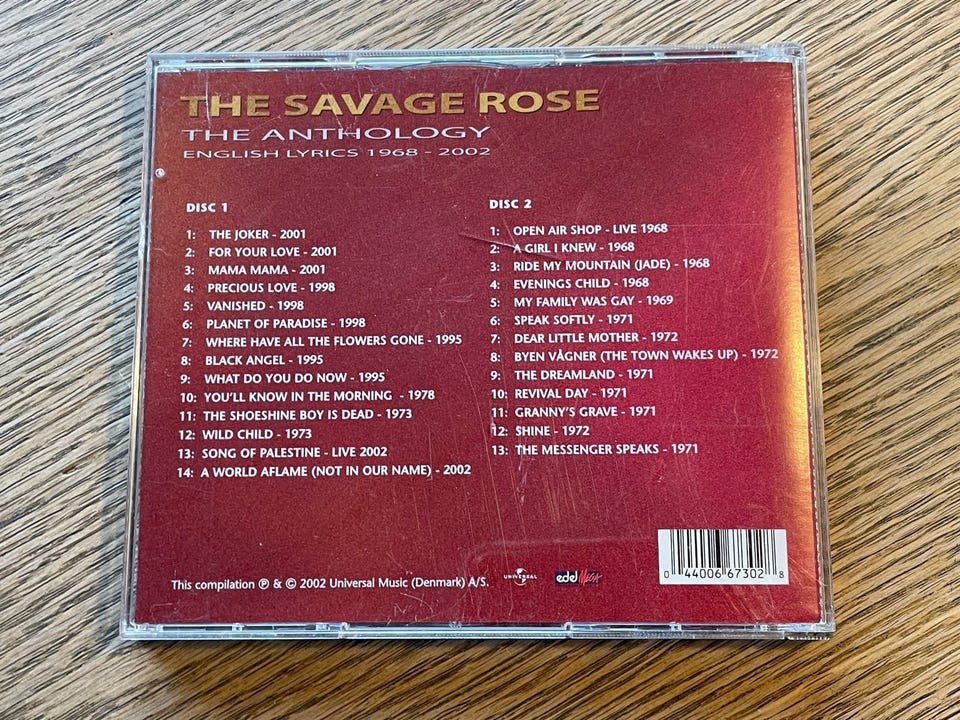 THE SAVAGE ROSE
THE ANTHOLOGY
ENGLISH LYRICS 1968 - 2002
DISC 1
1: THE JOKER - 2001
2: FOR YOUR LOVE - 2001
3: MAMA MAMA - 2001
4: PRECIOUS LOVE - 1998
5: VANISHED - 1998
6: PLANET OF PARADISE - 1998
7: WHERE HAVE ALL THE FLOWERS GONE - 1995
8: BLACK ANGEL - 1995
9: WHAT DO YOU DO NOW - 1995
10: YOU'LL KNOW IN THE MORNING - 1978
11: THE SHOESHINE BOY IS DEAD - 1973
12: WILD CHILD - 1973
13: SONG OF PALESTINE - LIVE 2002
14: A WORLD AFLAME (NOT IN OUR NAME) - 2002
DISC 2
1: OPEN AIR SHOP - LIVE 1968
2: A GIRL I KNEW - 1968
3: RIDE MY MOUNTAIN (JADE) - 1968
4: EVENINGS CHILD - 1968
5: MY FAMILY WAS GAY - 1969
6: SPEAK SOFTLY - 1971
7: DEAR LITTLE MOTHER - 1972
8: BYEN VÅGNER (THE TOWN WAKES UP) - 1972
9: THE DREAMLAND - 1971
10: REVIVAL DAY - 1971
11: GRANNY'S GRAVE - 1971
12: SHINE - 1972
13: THE MESSENGER SPEAKS - 1971
This compilation ℗ & © 2002 Universal Music (Denmark) A/S.
UNIVERSAL
edel MEGA
0 44006 67302 8